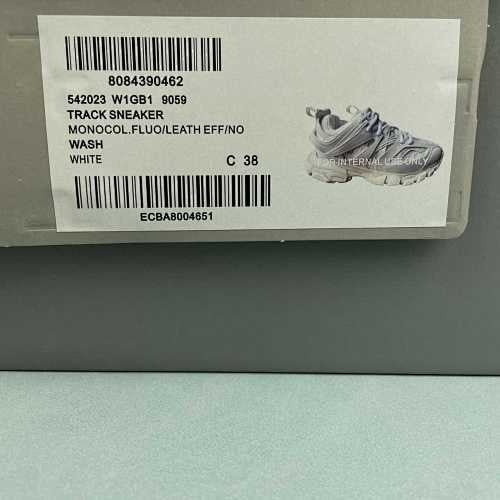 8084390462
542023 W1GB1 9059
TRACK SNEAKER
MONOCOL.FLUO/LEATH EFF/NO
WASH
WHITE C 38
FOR INTERNAL USE ONLY
ECBA8004651